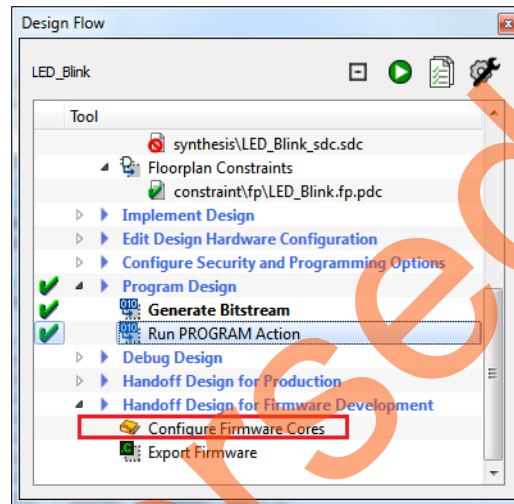 Design Flow
LED_Blink
Tool
synthesis\LED_Blink_sdc.sdc
Floorplan Constraints
constraint\fp\LED_Blink.fp.pdc
Implement Design
Edit Design Hardware Configuration
Configure Security and Programming Options
Program Design
Generate Bitstream
Run PROGRAM Action
Debug Design
Handoff Design for Production
Handoff Design for Firmware Development
Configure Firmware Cores
Export Firmware